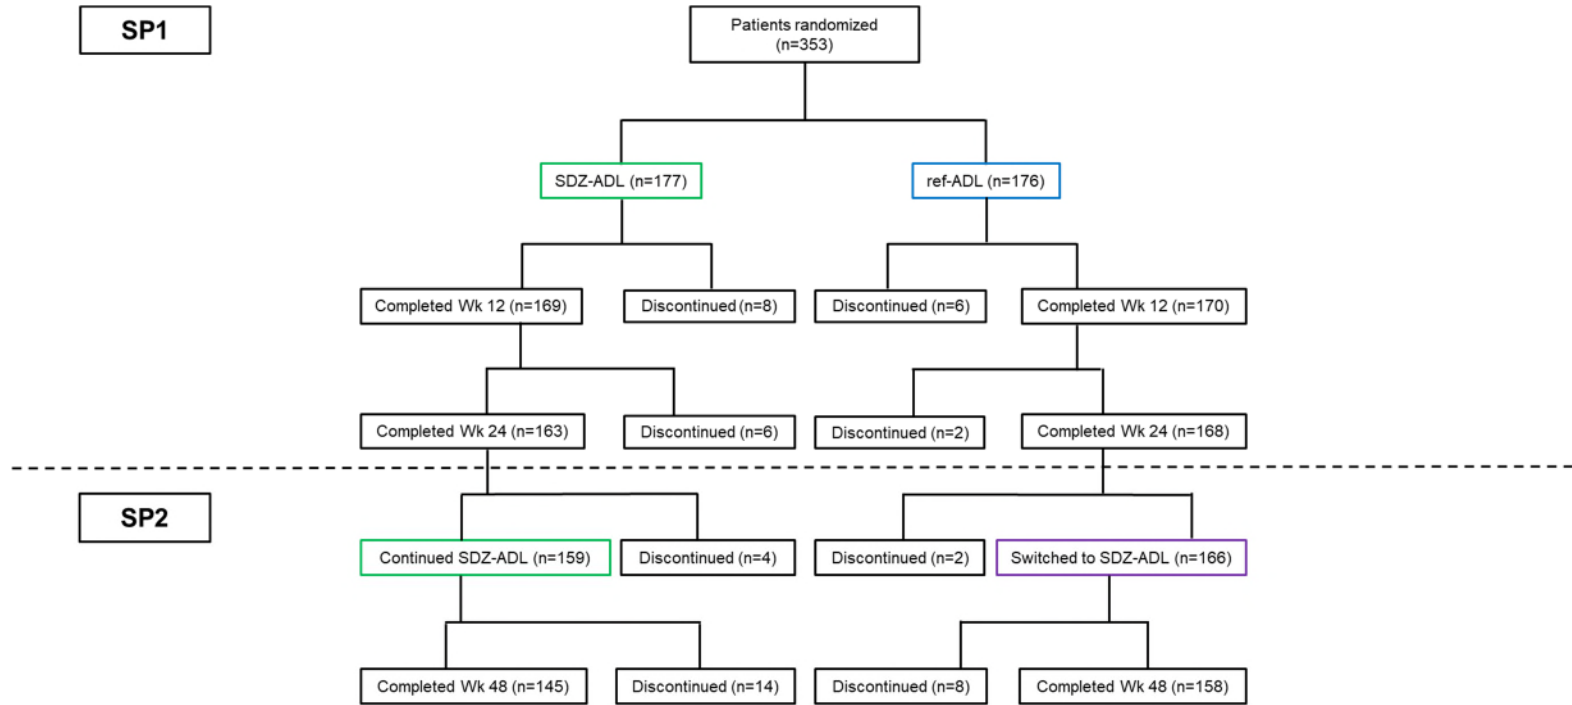 SP1
Patients randomized
(n=353)
SDZ-ADL (n=177)
ref-ADL (n=176)
Completed Wk 12 (n=169)
Discontinued (n=8)
Discontinued (n=6)
Completed Wk 12 (n=170)
Completed Wk 24 (n=163)
Discontinued (n=6)
Discontinued (n=2)
Completed Wk 24 (n=168)
SP2
Continued SDZ-ADL (n=159)
Discontinued (n=4)
Discontinued (n=2)
Switched to SDZ-ADL (n=166)
Completed Wk 48 (n=145)
Discontinued (n=14)
Discontinued (n=8)
Completed Wk 48 (n=158)